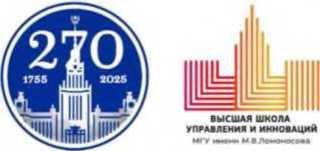 270
1755 2025
ВЫСШАЯ ШКОЛА
УПРАВЛЕНИЯ И ИННОВАЦИЙ
МГУ имени М.В.Ломоносова